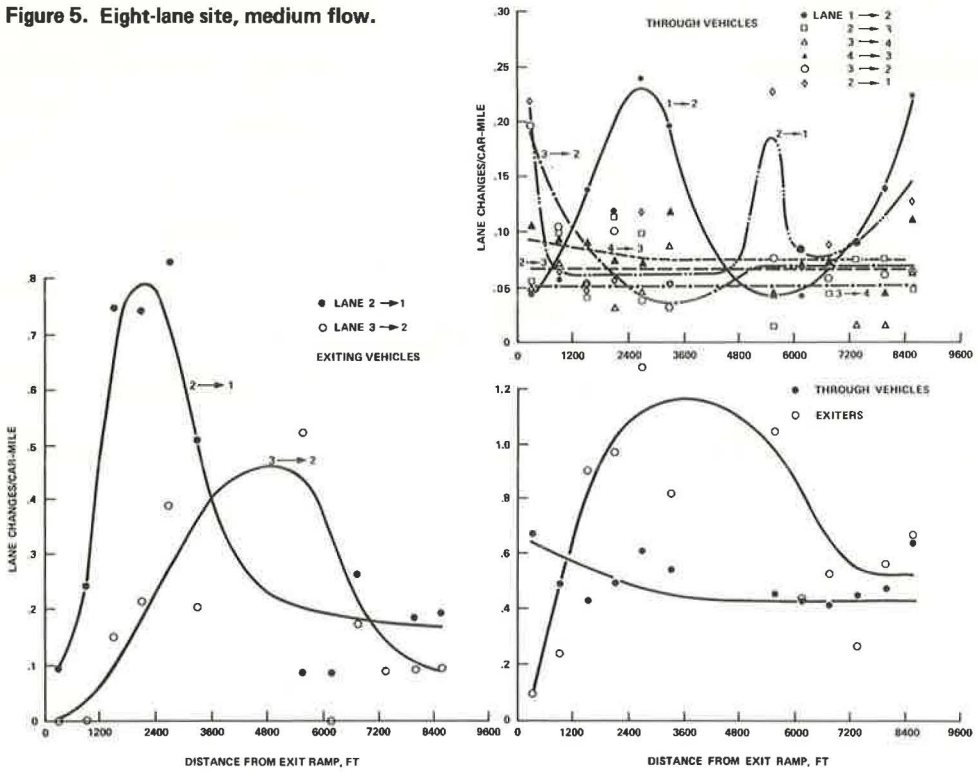 Figure 5. Eight-lane site, medium flow.
THROUGH VEHICLES
LANE 1 → 2
2 → 3
3 → 4
4 → 3
3 → 2
2 → 1
LANE CHANGES/CAR-MILE
.30
.25
.20
.15
.10
.05
0
1 → 2
2 → 1
3 → 2
4 → 3
2 → 3
3 → 4
0 1200 2400 3600 4800 6000 7200 8400 9600
LANE 2 → 1
LANE 3 → 2
EXITING VEHICLES
LANE CHANGES/CAR-MILE
.8
.7
.6
.5
.4
.3
.2
.1
0
2 → 1
3 → 2
0 1200 2400 3600 4800 6000 7200 8400 9600
DISTANCE FROM EXIT RAMP, FT
THROUGH VEHICLES
EXITERS
1.2
1.0
.8
.6
.4
.2
0
0 1200 2400 3600 4800 6000 7200 8400 9600
DISTANCE FROM EXIT RAMP, FT